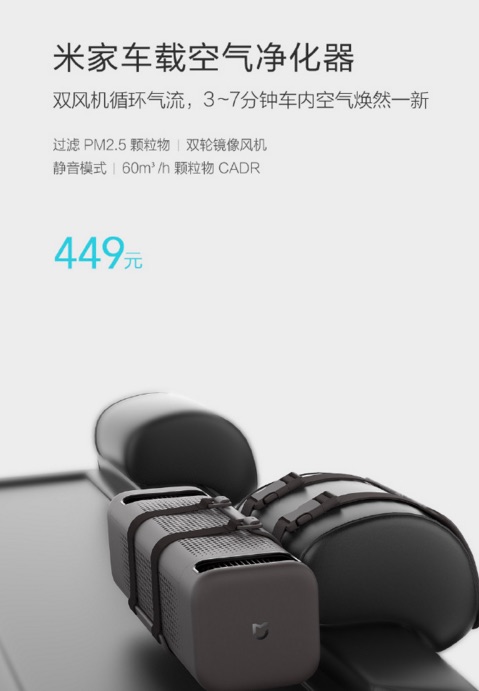 米家车载空气净化器
双风机循环气流，3~7分钟车内空气焕然一新
过滤 PM2.5 颗粒物 | 双轮镜像风机
静音模式 | 60m³/h 颗粒物 CADR
449元